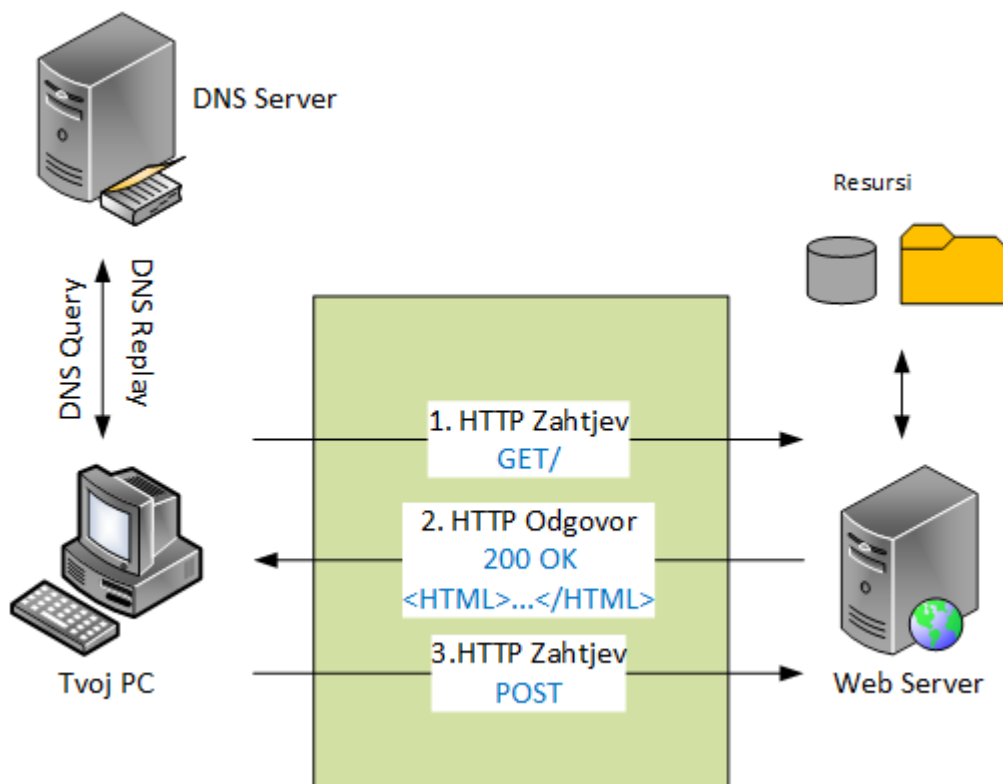 DNS Server
Resursi
DNS Query
DNS Replay
1. HTTP Zahtjev
GET/
2. HTTP Odgovor
200 OK
<HTML>...</HTML>
3.HTTP Zahtjev
POST
Tvoj PC
Web Server